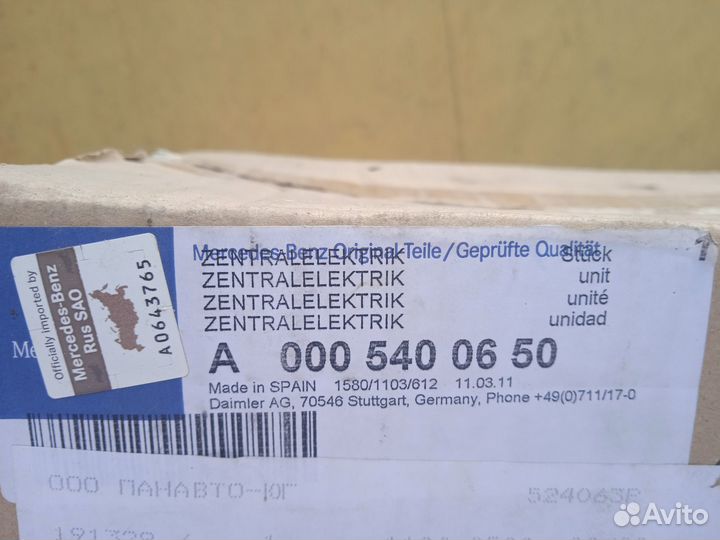 Mercedes-Benz Original-Teile/Geprüfte Qualität
ZENTRALELEKTRIK Stück
ZENTRALELEKTRIK unit
ZENTRALELEKTRIK unité
ZENTRALELEKTRIK unidad
A 000 540 06 50
Made in SPAIN 1580/1103/612 11.03.11
Daimler AG, 70546 Stuttgart, Germany, Phone +49(0)711/17-0
Officially imported by
Mercedes-Benz
Rus SAO
A0643765
Me
ООО ПАНАВТО-ЮГ 524063P
Avito